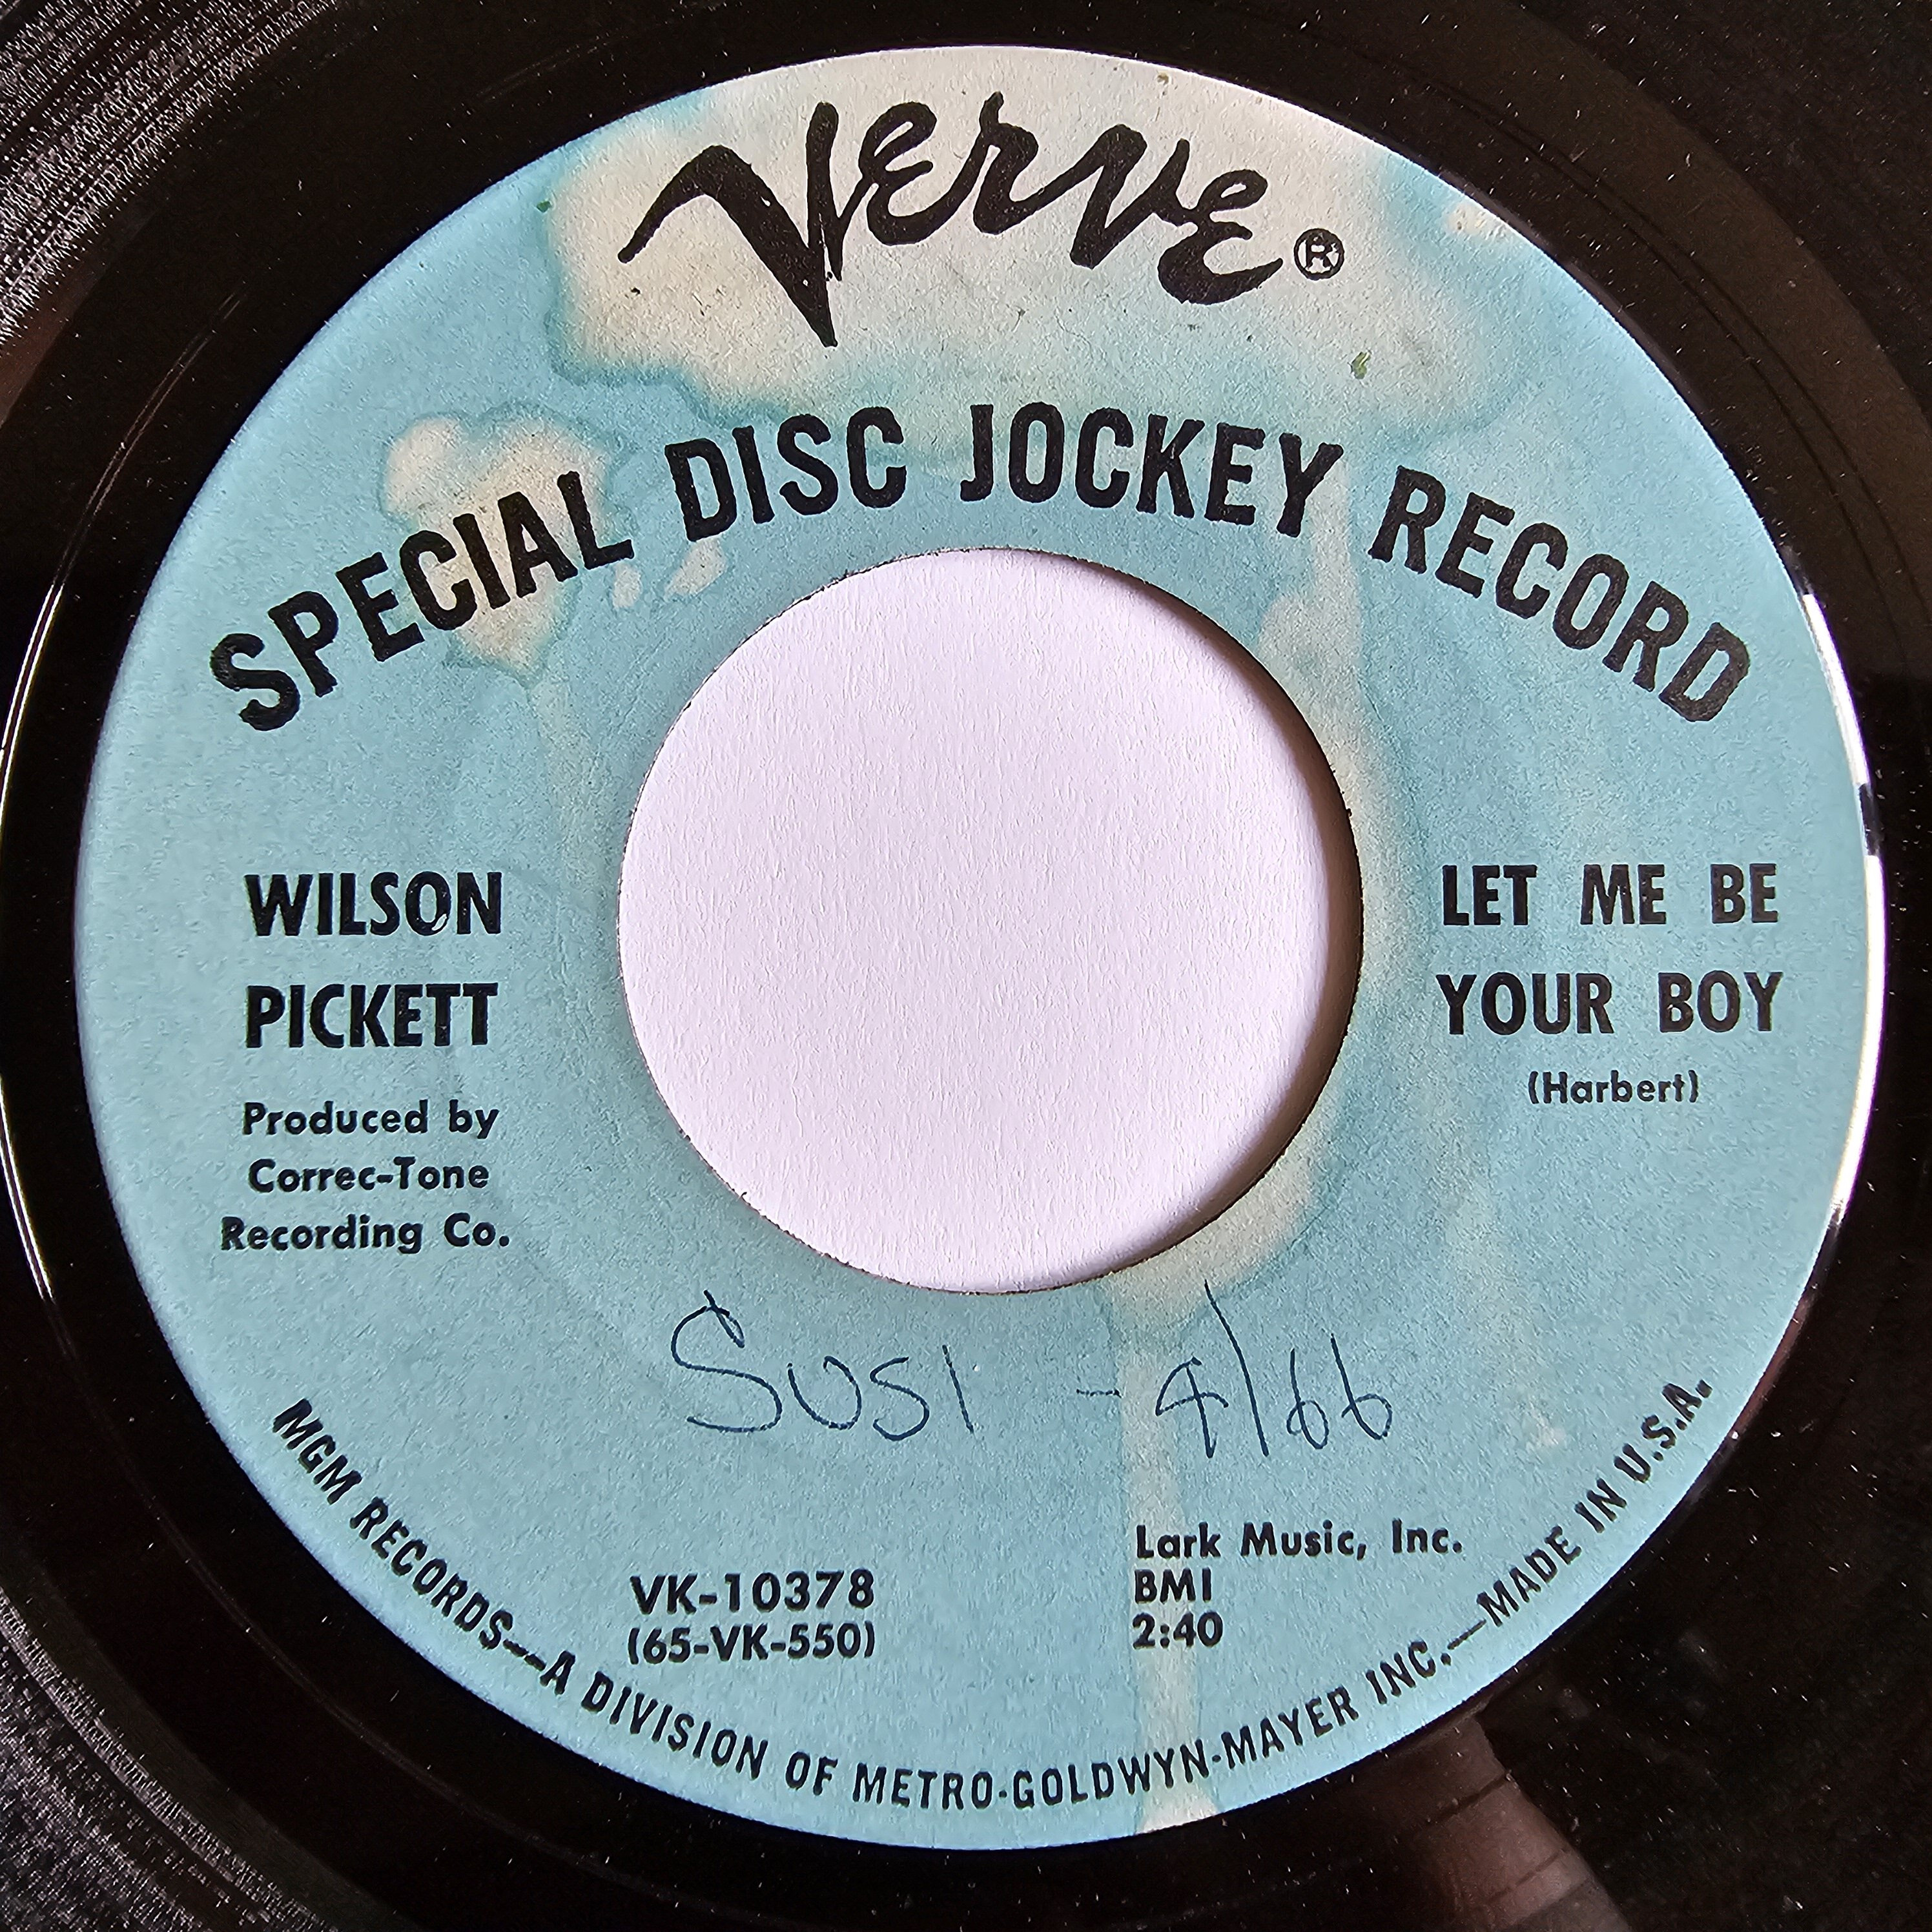 Verve®
SPECIAL DISC JOCKEY RECORD
WILSON
PICKETT
Produced by
Correc-Tone
Recording Co.
LET ME BE
YOUR BOY
(Harbert)
SUSI - 4/66
VK-10378
(65-VK-550)
Lark Music, Inc.
BMI
2:40
MGM RECORDS—A DIVISION OF METRO-GOLDWYN-MAYER INC.—MADE IN U.S.A.